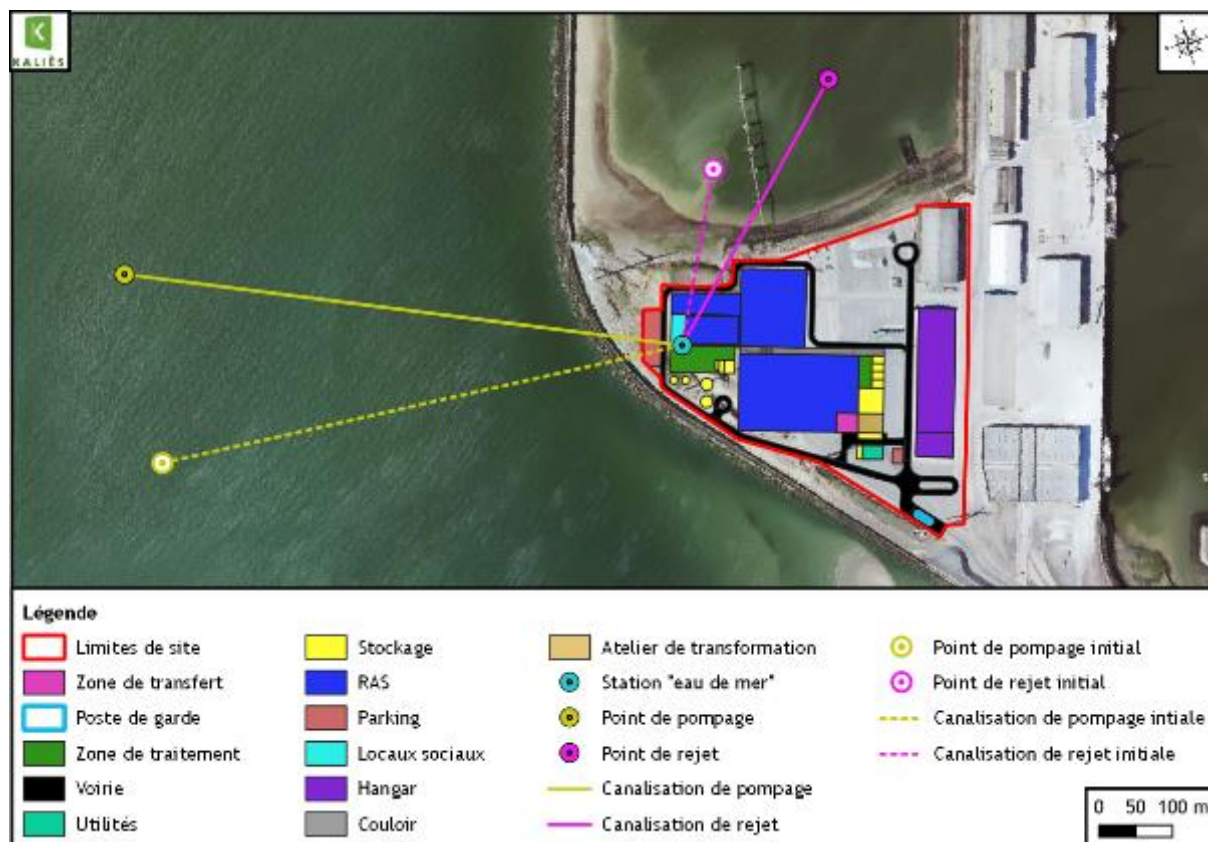 KALIÈS
Légende
Limites de site
Zone de transfert
Poste de garde
Zone de traitement
Voirie
Utilités
Stockage
RAS
Parking
Locaux sociaux
Hangar
Couloir
Atelier de transformation
Station "eau de mer"
Point de pompage
Point de rejet
Canalisation de pompage
Canalisation de rejet
Point de pompage initial
Point de rejet initial
Canalisation de pompage intiale
Canalisation de rejet initiale
0 50 100 m